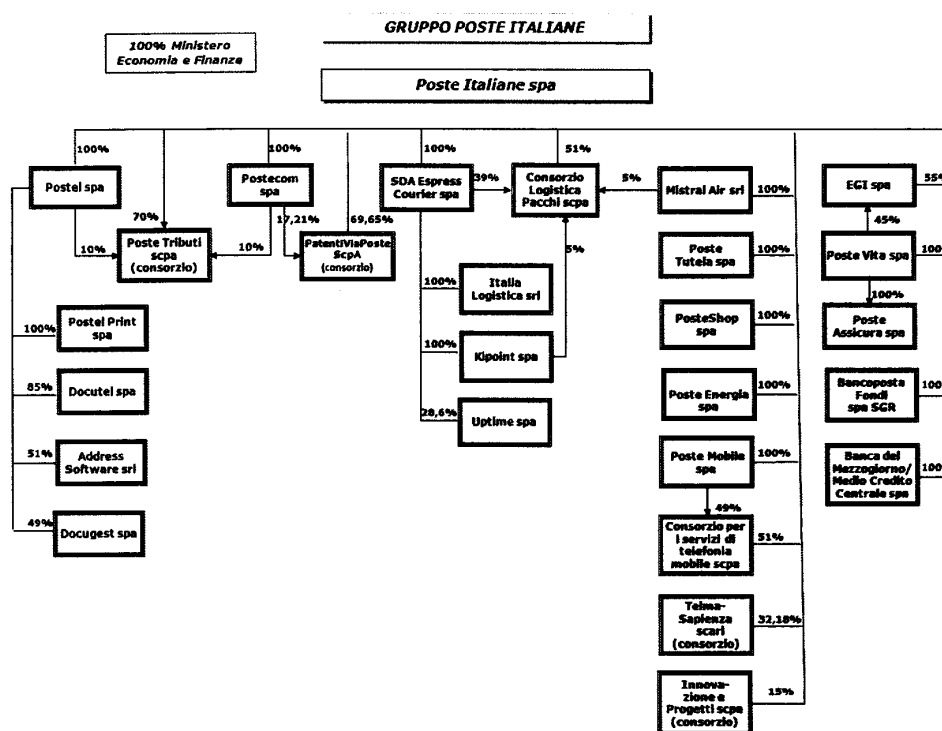 GRUPPO POSTE ITALIANE
100% Ministero
Economia e Finanze
Poste Italiane spa
100%
100%
100%
51%
Postel spa
Postecom
spa
SDA Espress
Courier spa
39%
Consorzio
Logistica
Pacchi scpa
5%
Mistral Air srl
100%
EGI spa
55%
70%
17,21%
69,65%
45%
10%
Poste Tributi
scpa
(consorzio)
10%
PatentiViaPoste
ScpA
(consorzio)
5%
Poste
Tutela spa
100%
Poste Vita spa
100%
100%
Italia
Logistica srl
100%
Postel Print
spa
100%
Kipoint spa
PosteShop
spa
100%
Poste
Assicura spa
85%
Docutel spa
28,6%
Uptime spa
Poste Energia
spa
100%
Bancoposta
Fondi
spa SGR
100%
51%
Address
Software srl
Poste Mobile
spa
100%
Banca del
Mezzogiorno/
Medio Credito
Centrale spa
100%
49%
49%
Docugest spa
Consorzio per
i servizi di
telefonia
mobile scpa
51%
Telma-
Sapienza
scarl
(consorzio)
32,18%
Innova-
zione e
Progetti scpa
(consorzio)
15%